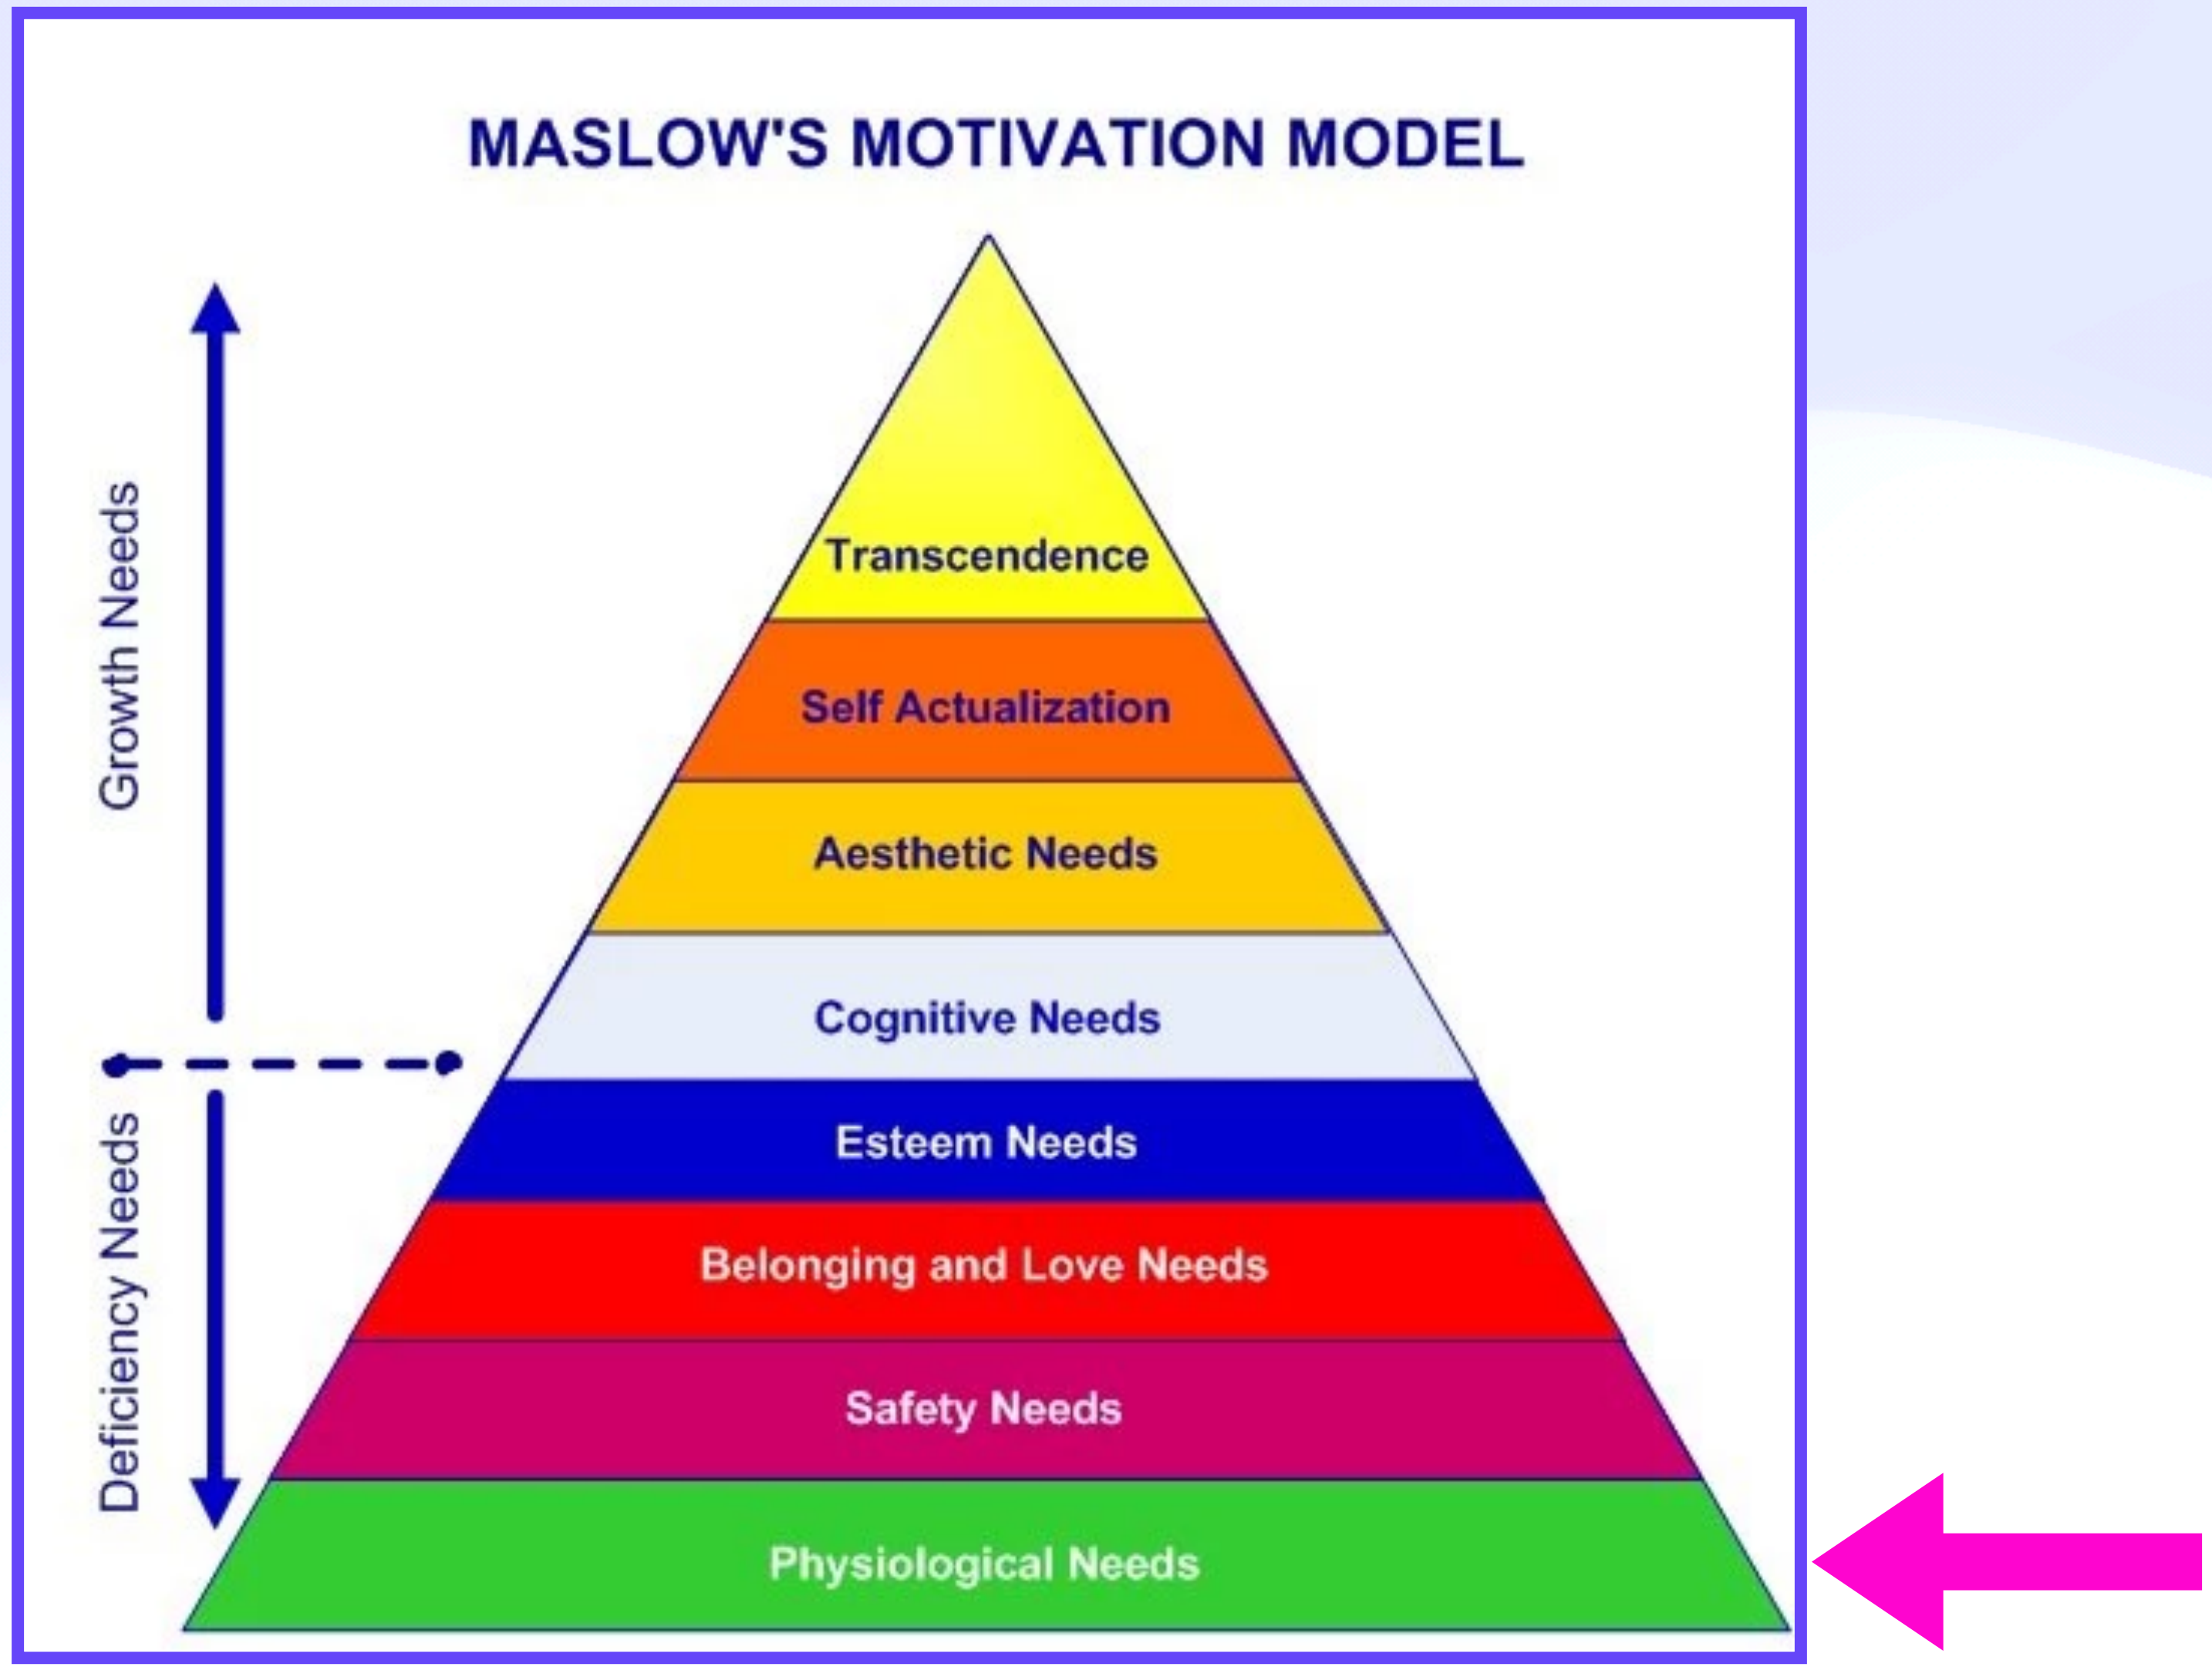 MASLOW'S MOTIVATION MODEL
Growth Needs
Deficiency Needs
Transcendence
Self Actualization
Aesthetic Needs
Cognitive Needs
Esteem Needs
Belonging and Love Needs
Safety Needs
Physiological Needs